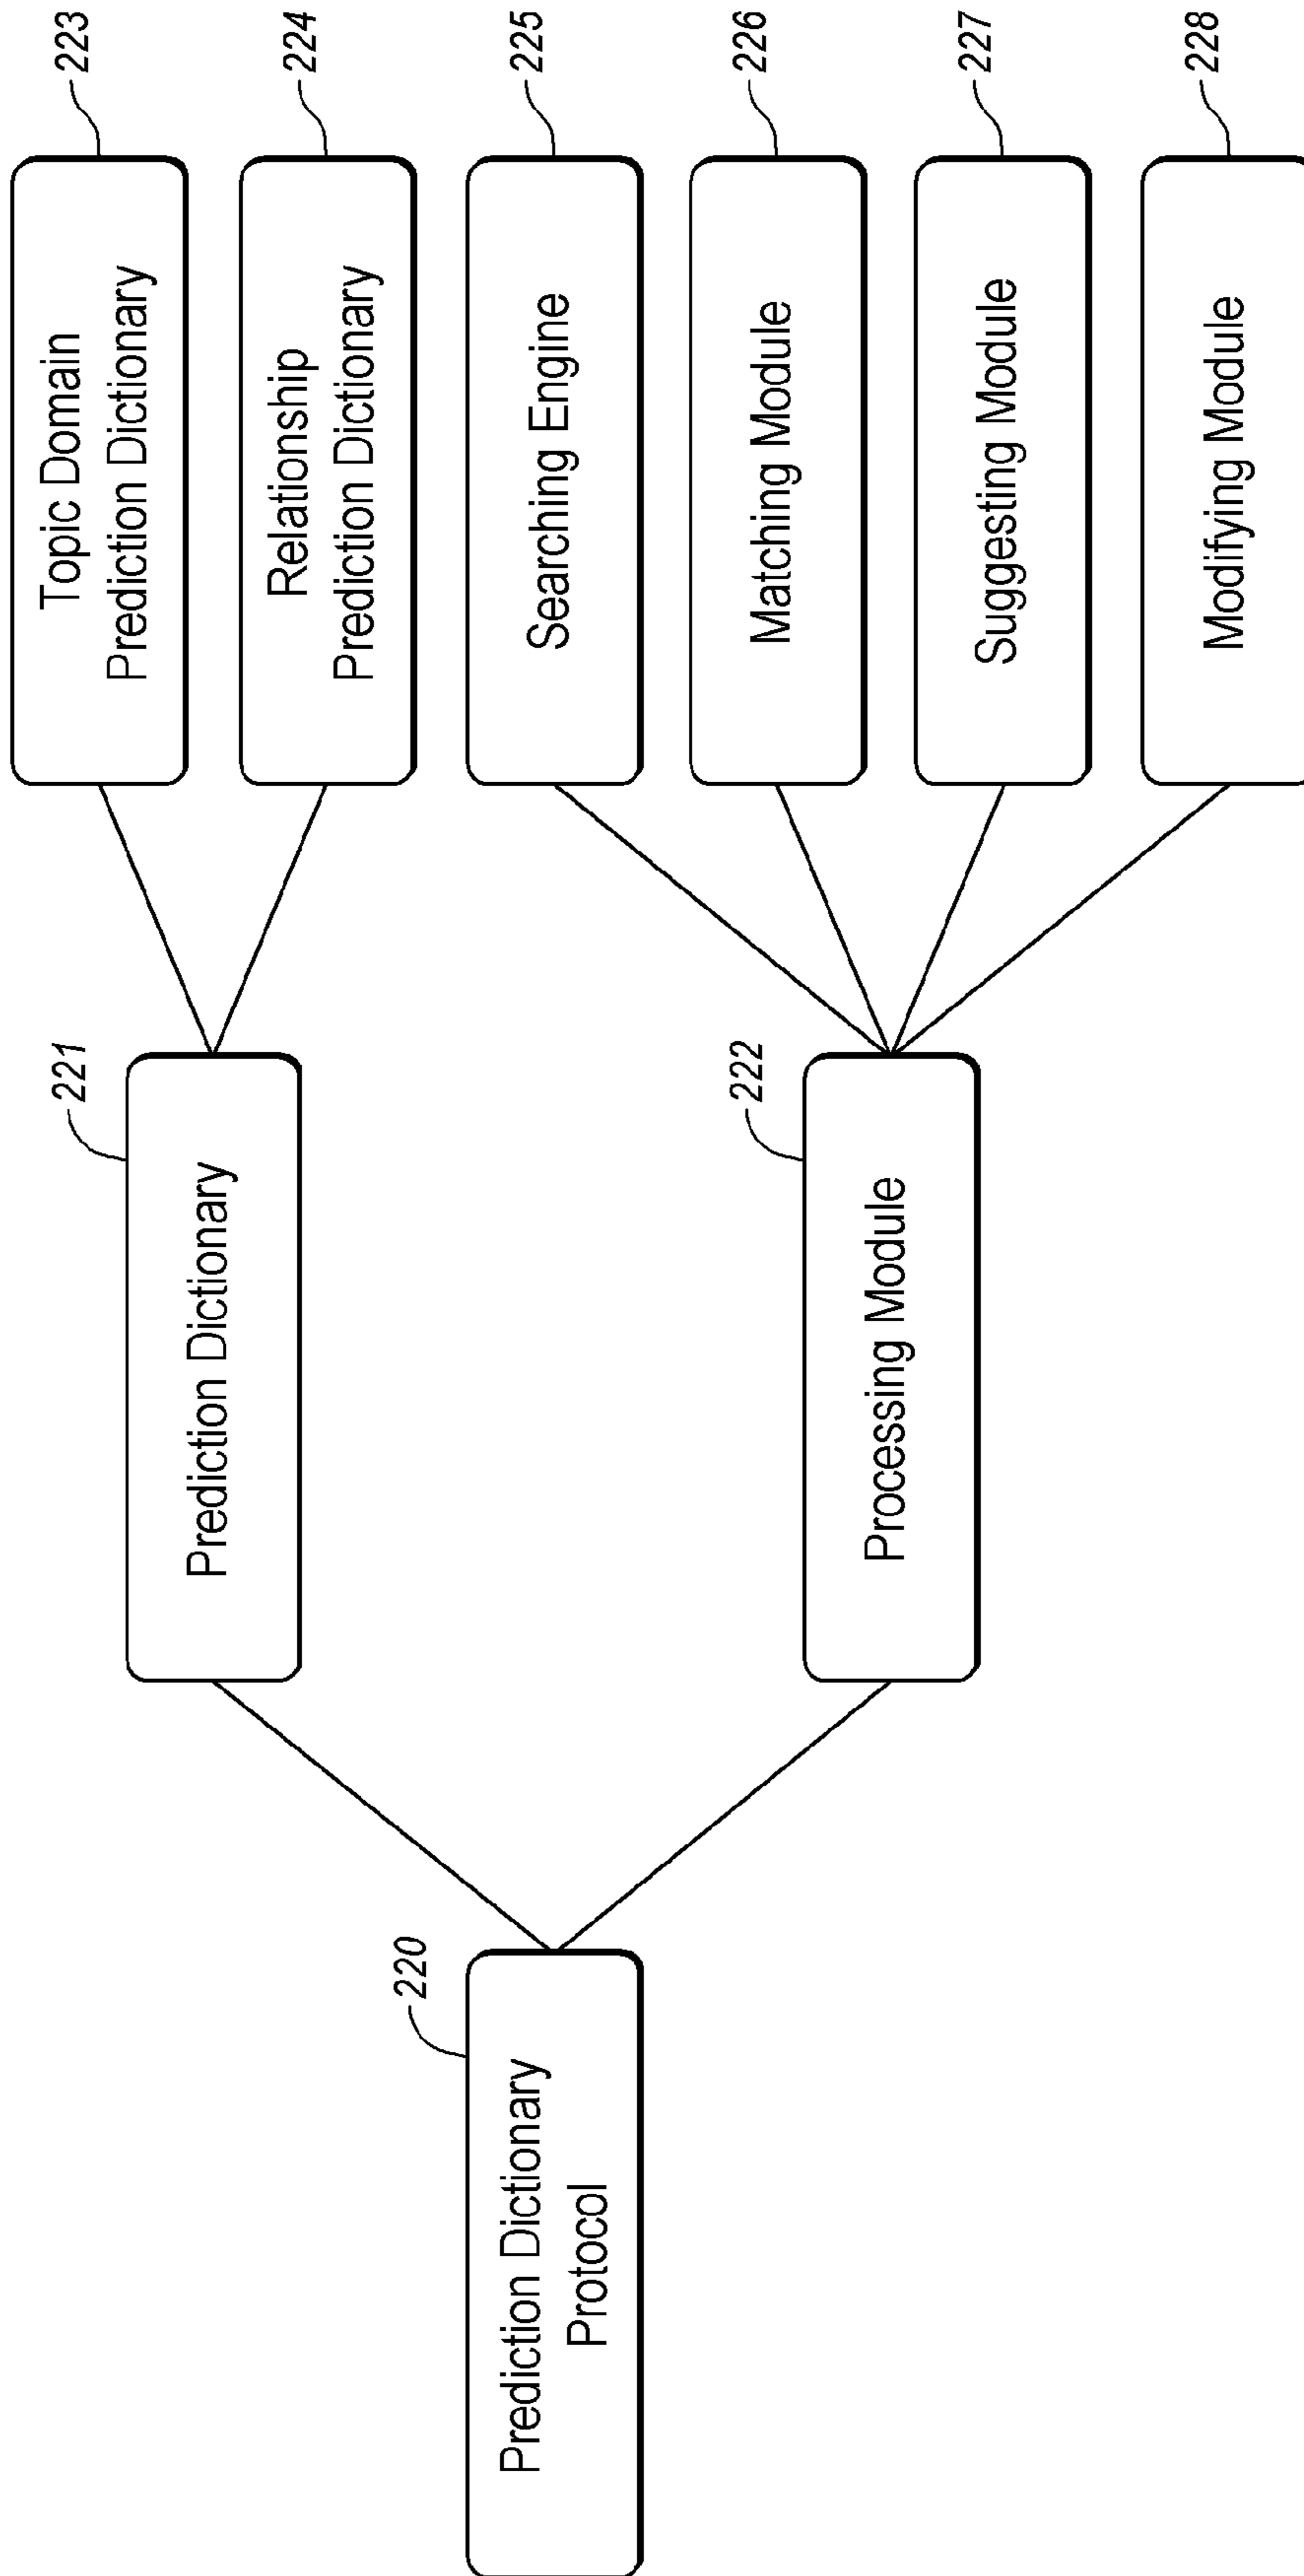 220
Prediction Dictionary
Protocol
221
Prediction Dictionary
222
Processing Module
Topic Domain
Prediction Dictionary
223
Relationship
Prediction Dictionary
224
Searching Engine
225
Matching Module
226
Suggesting Module
227
Modifying Module
228